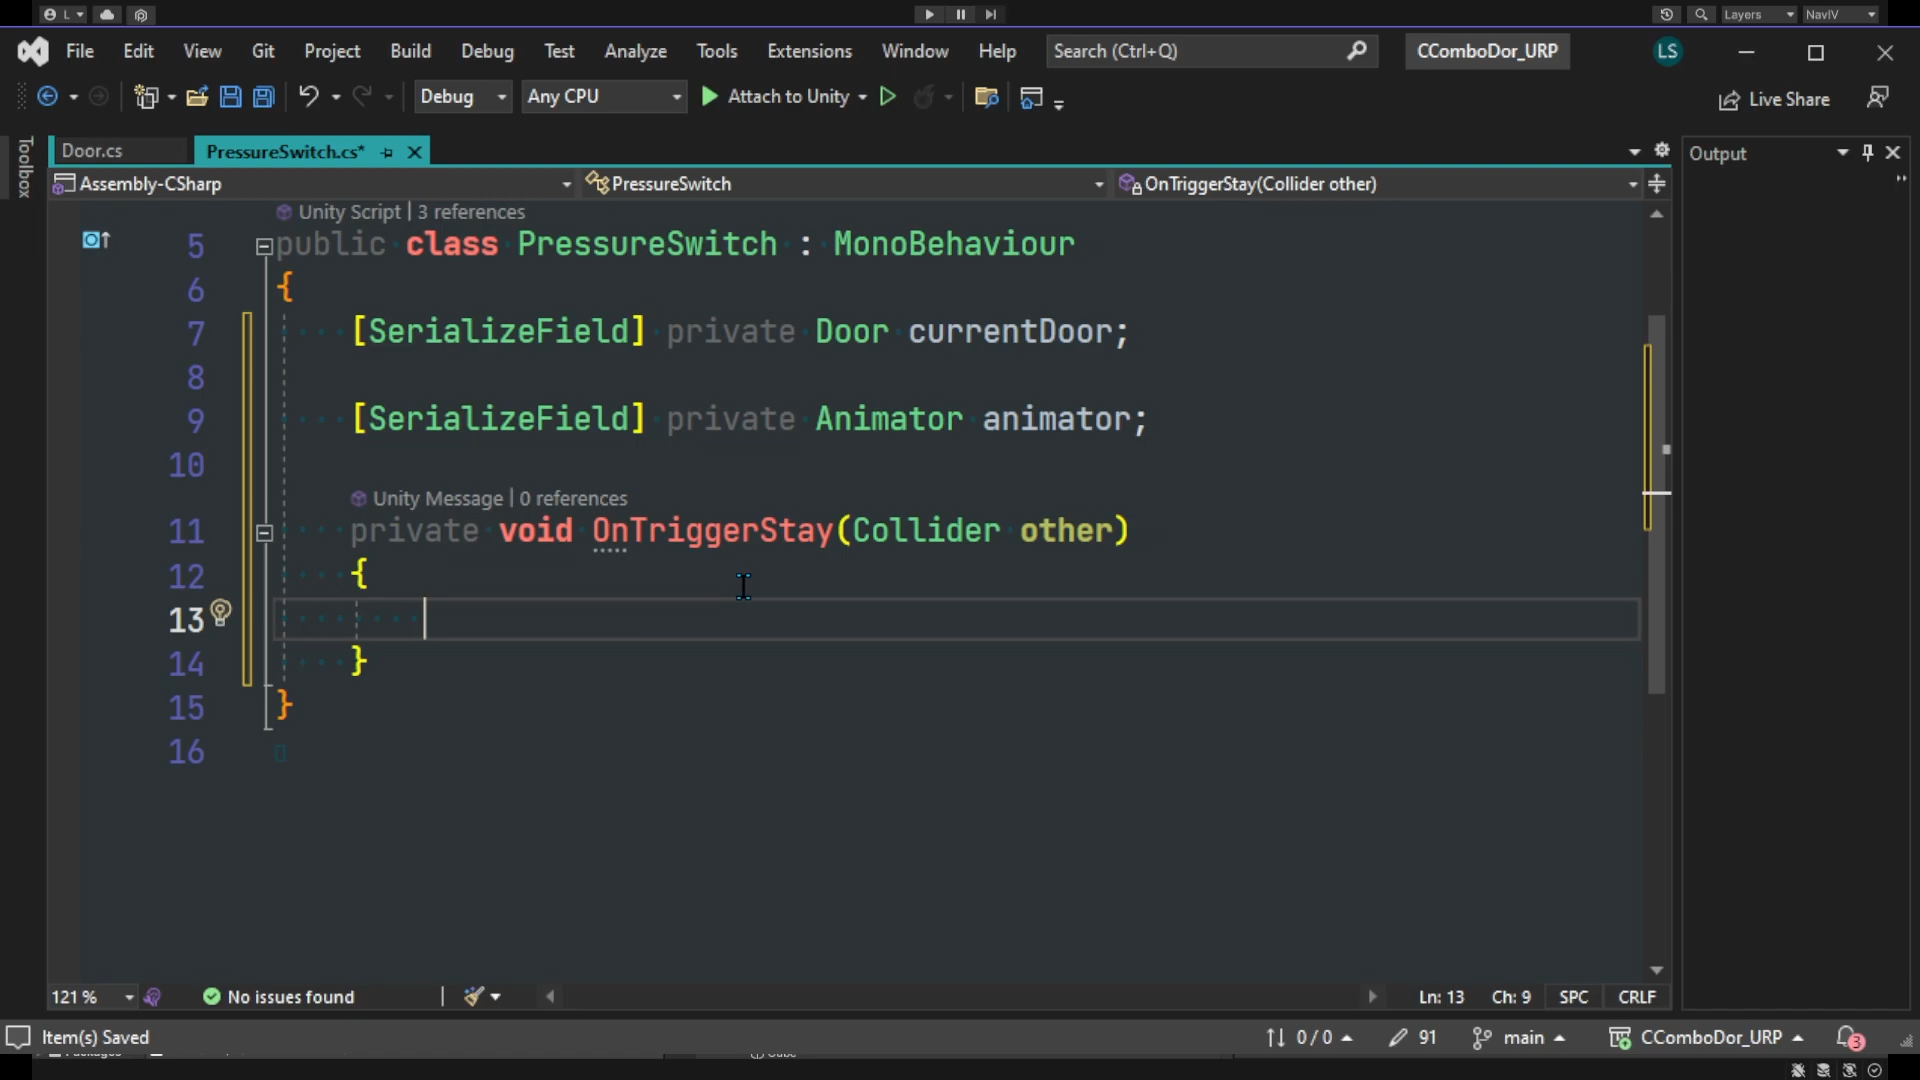 L
Layers
NavIV
File Edit View Git Project Build Debug Test Analyze Tools Extensions Window Help Search (Ctrl+Q) CComboDor_URP LS
Debug Any CPU Attach to Unity Live Share
Toolbox
Door.cs PressureSwitch.cs* Output
Assembly-CSharp PressureSwitch OnTriggerStay(Collider other)
Unity Script | 3 references
5 public class PressureSwitch : MonoBehaviour
6 {
7 [SerializeField] private Door currentDoor;
8
9 [SerializeField] private Animator animator;
10
Unity Message | 0 references
11 private void OnTriggerStay(Collider other)
12 {
13
14 }
15 }
16
121 % No issues found Ln: 13 Ch: 9 SPC CRLF
Item(s) Saved 0 / 0 91 main CComboDor_URP 3